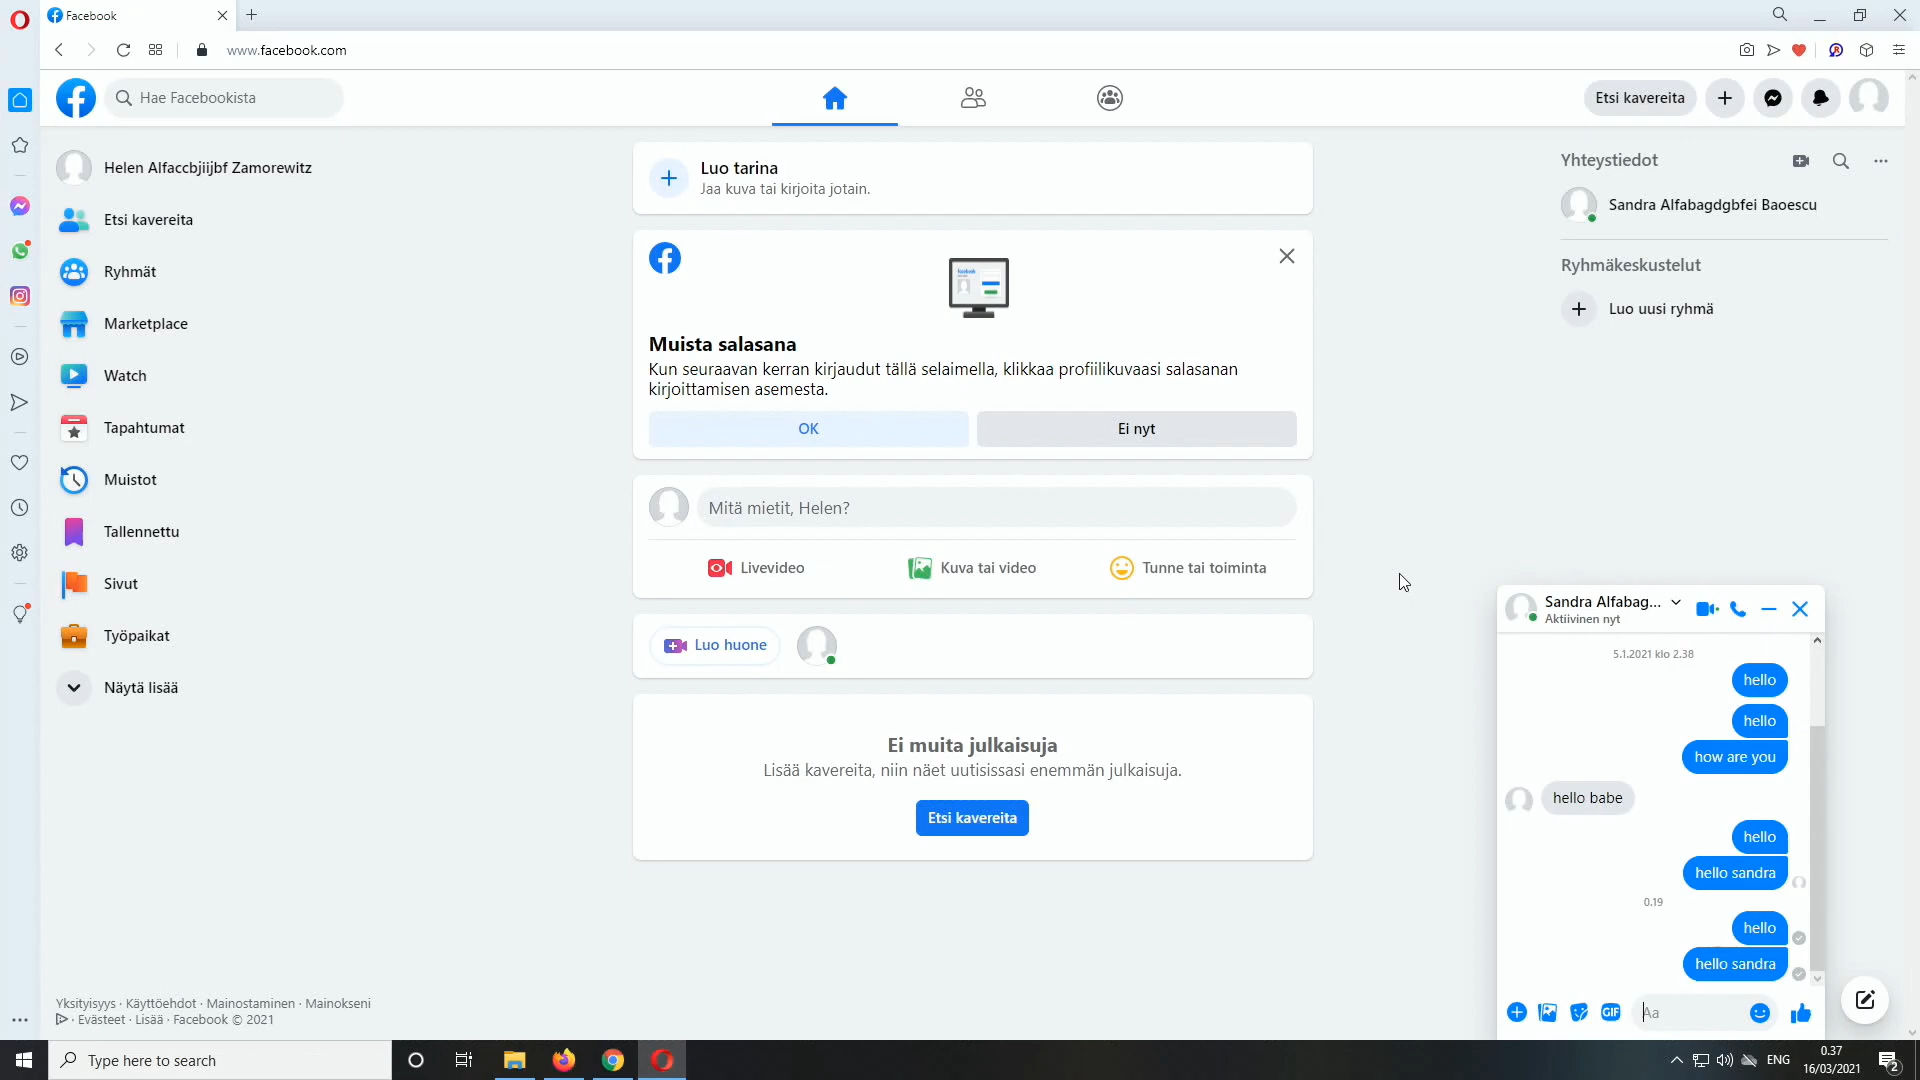 Facebook
www.facebook.com
Hae Facebookista
Etsi kavereita
Helen Alfaccbjiijbf Zamorewitz
Etsi kavereita
Ryhmät
Marketplace
Watch
Tapahtumat
Muistot
Tallennettu
Sivut
Työpaikat
Näytä lisää
Yksityisyys · Käyttöehdot · Mainostaminen · Mainokseni
· Evästeet · Lisää · Facebook © 2021
Luo tarina
Jaa kuva tai kirjoita jotain.
facebook
Muista salasana
Kun seuraavan kerran kirjaudut tällä selaimella, klikkaa profiilikuvaasi salasanan
kirjoittamisen asemesta.
OK
Ei nyt
Mitä mietit, Helen?
Livevideo
Kuva tai video
Tunne tai toiminta
Luo huone
Ei muita julkaisuja
Lisää kavereita, niin näet uutisissasi enemmän julkaisuja.
Etsi kavereita
Yhteystiedot
Sandra Alfabagdgbfei Baoescu
Ryhmäkeskustelut
Luo uusi ryhmä
Sandra Alfabag...
Aktiivinen nyt
5.1.2021 klo 2.38
hello
hello
how are you
hello babe
hello
hello sandra
0.19
hello
hello sandra
GIF
Aa
Type here to search
ENG
0.37
16/03/2021
2